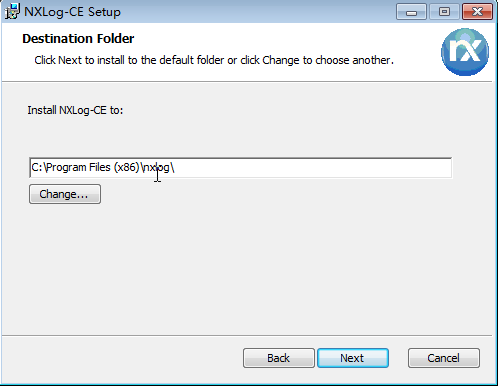 NXLog-CE Setup
Destination Folder
Click Next to install to the default folder or click Change to choose another.
nx
Install NXLog-CE to:
C:\Program Files (x86)\nxlog\
Change...
Back Next Cancel